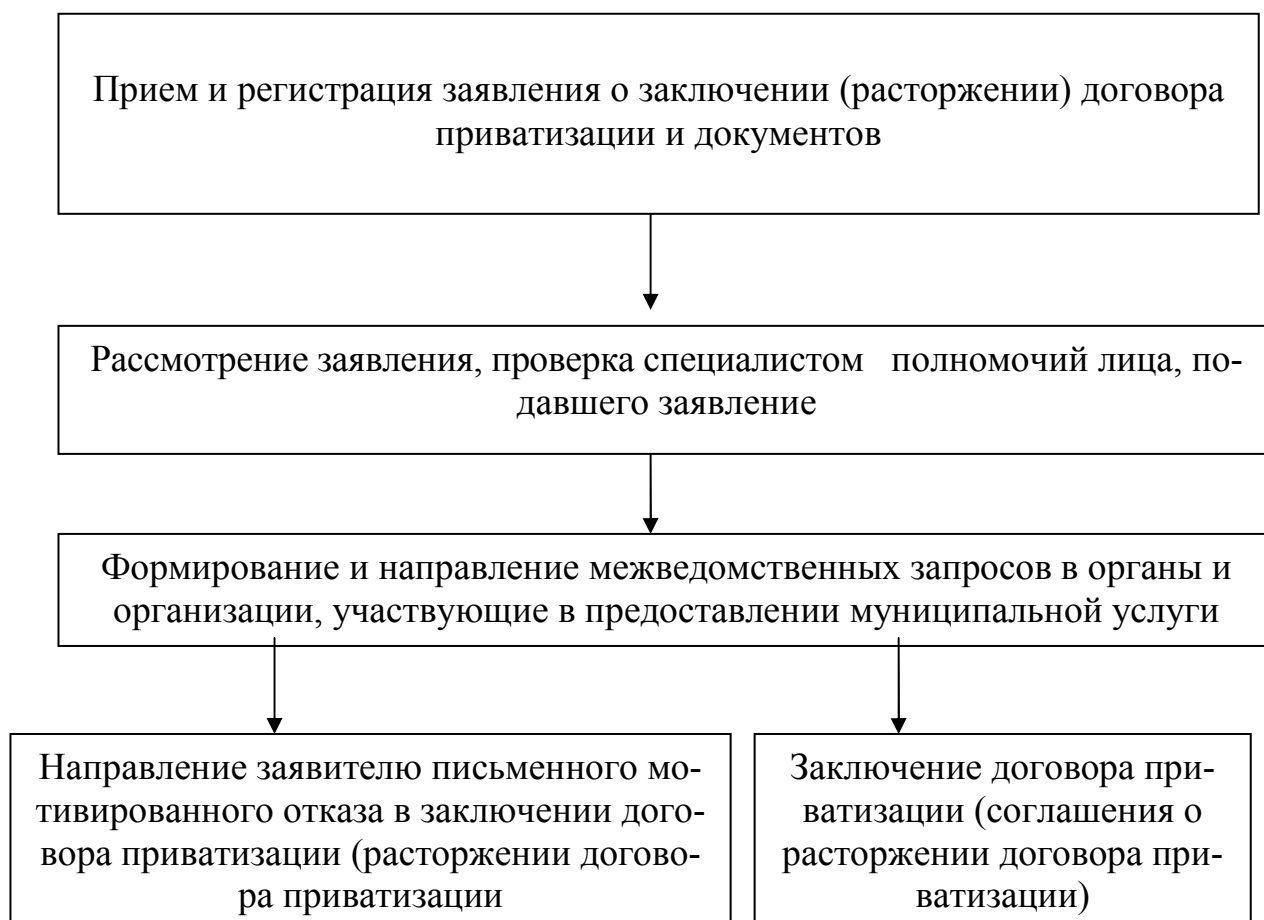 Прием и регистрация заявления о заключении (расторжении) договора
приватизации и документов
Рассмотрение заявления, проверка специалистом полномочий лица, по-
давшего заявление
Формирование и направление межведомственных запросов в органы и
организации, участвующие в предоставлении муниципальной услуги
Направление заявителю письменного мо-
тивированного отказа в заключении дого-
вора приватизации (расторжении догово-
ра приватизации
Заключение договора при-
ватизации (соглашения о
расторжении договора при-
ватизации)